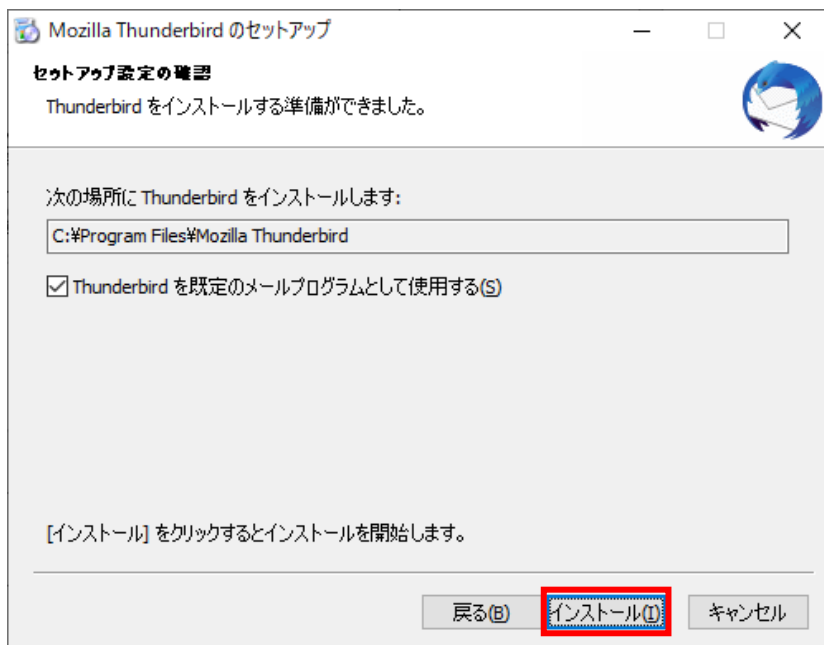 Mozilla Thunderbird のセットアップ
セットアップ設定の確認
Thunderbird をインストールする準備ができました。
次の場所に Thunderbird をインストールします:
C:¥Program Files¥Mozilla Thunderbird
Thunderbird を既定のメールプログラムとして使用する(S)
[インストール] をクリックするとインストールを開始します。
戻る(B) インストール(I) キャンセル